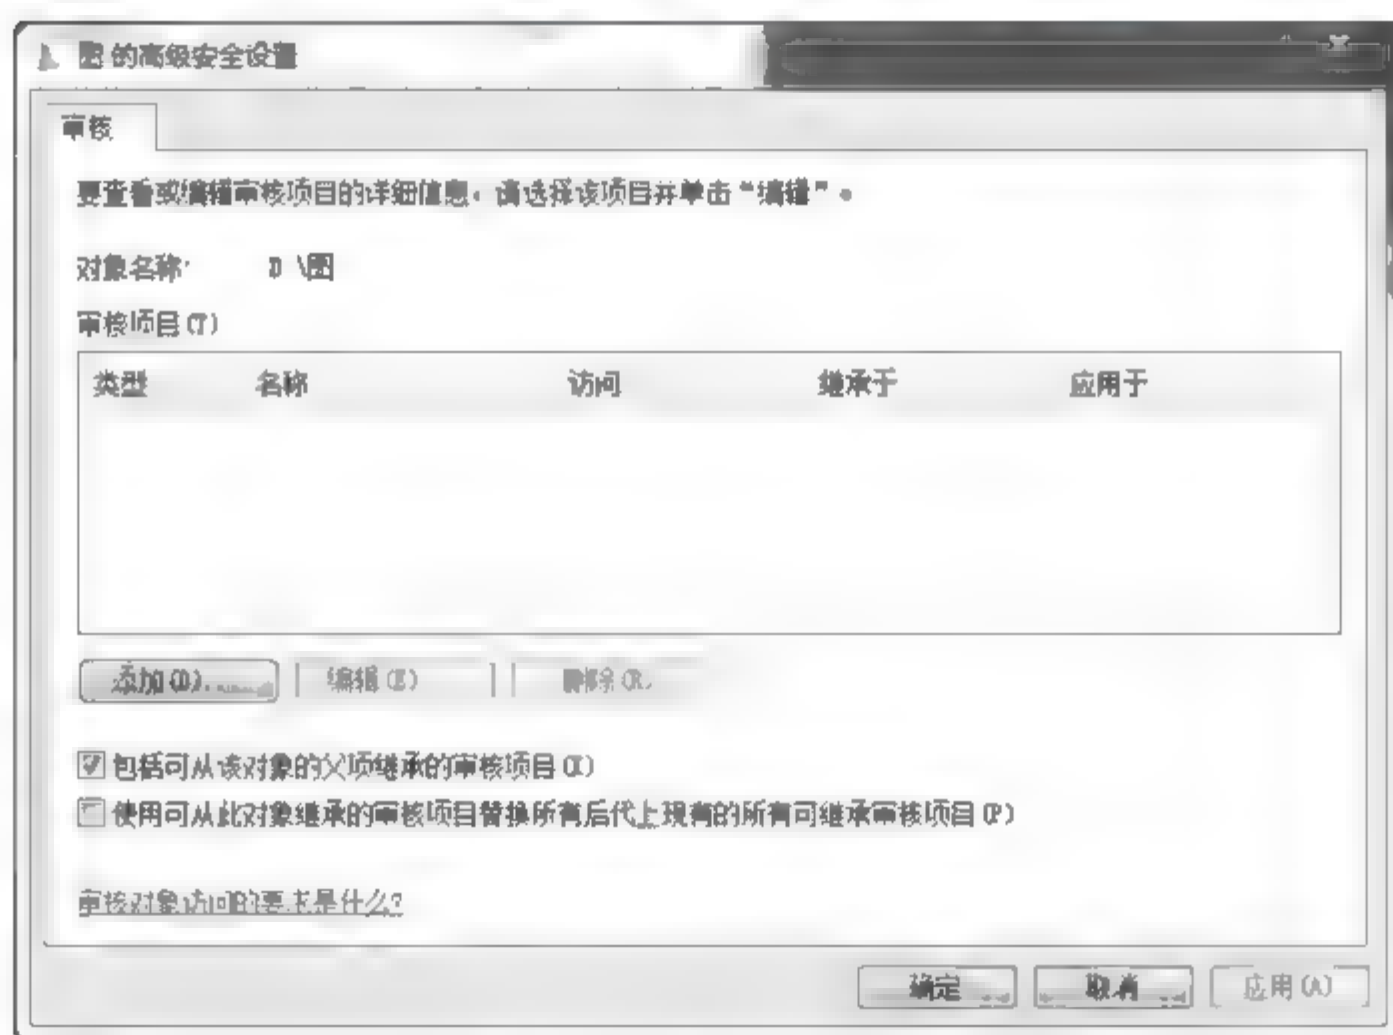 图 的高级安全设置
审核
要查看或编辑审核项目的详细信息，请选择该项目并单击“编辑”。
对象名称: D:\图
审核项目(T)
类型 名称 访问 继承于 应用于
添加(D)... 编辑(E) 删除(R)
包括可从该对象的父项继承的审核项目(I)
使用可从此对象继承的审核项目替换所有后代上现有的所有可继承审核项目(P)
审核对象访问的要求是什么?
确定 取消 应用(A)